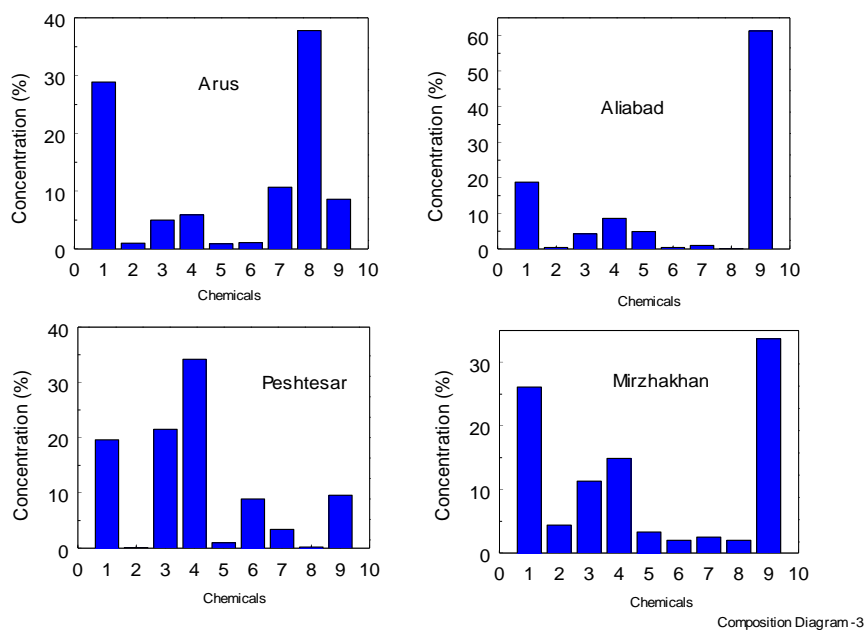 40
30
20
10
0
Concentration (%)
Arus
0 1 2 3 4 5 6 7 8 9 10
Chemicals
60
50
40
30
20
10
0
Concentration (%)
Aliabad
0 1 2 3 4 5 6 7 8 9 10
Chemicals
40
30
20
10
0
Concentration (%)
Peshtesar
0 1 2 3 4 5 6 7 8 9 10
Chemicals
30
20
10
0
Concentration (%)
Mirzhakhan
0 1 2 3 4 5 6 7 8 9 10
Chemicals
Composition Diagram -3